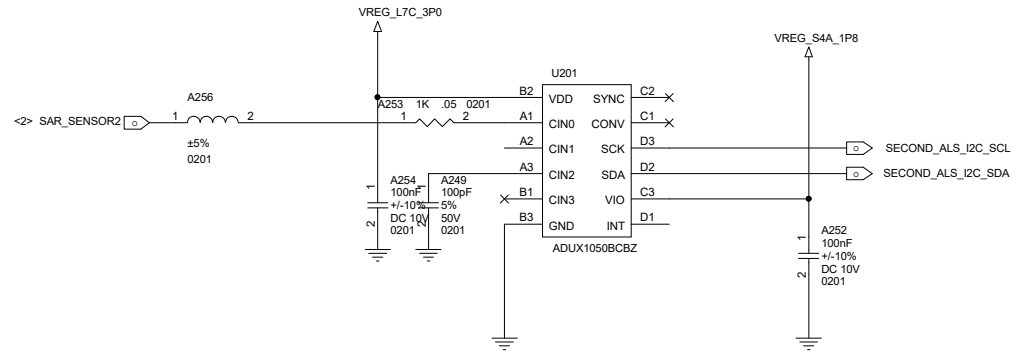 VREG_L7C_3P0
VREG_S4A_1P8
U201
A256
<2> SAR_SENSOR2
1 2
±5%
0201
A253 1K .05 0201
1 2
B2 VDD SYNC C2
A1 CIN0 CONV C1
A2 CIN1 SCK D3
A3 CIN2 SDA D2
B1 CIN3 VIO C3
B3 GND INT D1
ADUX1050BCBZ
SECOND_ALS_I2C_SCL
SECOND_ALS_I2C_SDA
1
2
A254
100nF
+/-10%
DC 10V
0201
1
2
A249
100pF
5%
50V
0201
1
2
A252
100nF
+/-10%
DC 10V
0201